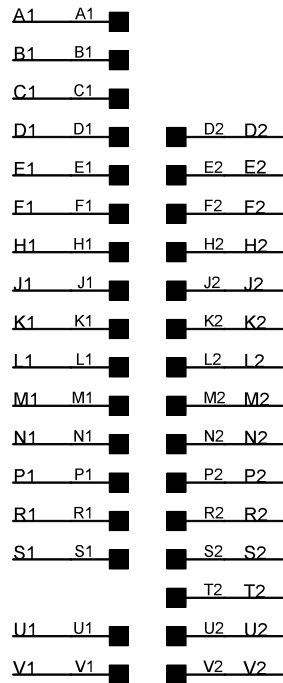 A1 A1
B1 B1
C1 C1
D1 D1 D2 D2
E1 E1 E2 E2
F1 F1 F2 F2
H1 H1 H2 H2
J1 J1 J2 J2
K1 K1 K2 K2
L1 L1 L2 L2
M1 M1 M2 M2
N1 N1 N2 N2
P1 P1 P2 P2
R1 R1 R2 R2
S1 S1 S2 S2
T2 T2
U1 U1 U2 U2
V1 V1 V2 V2